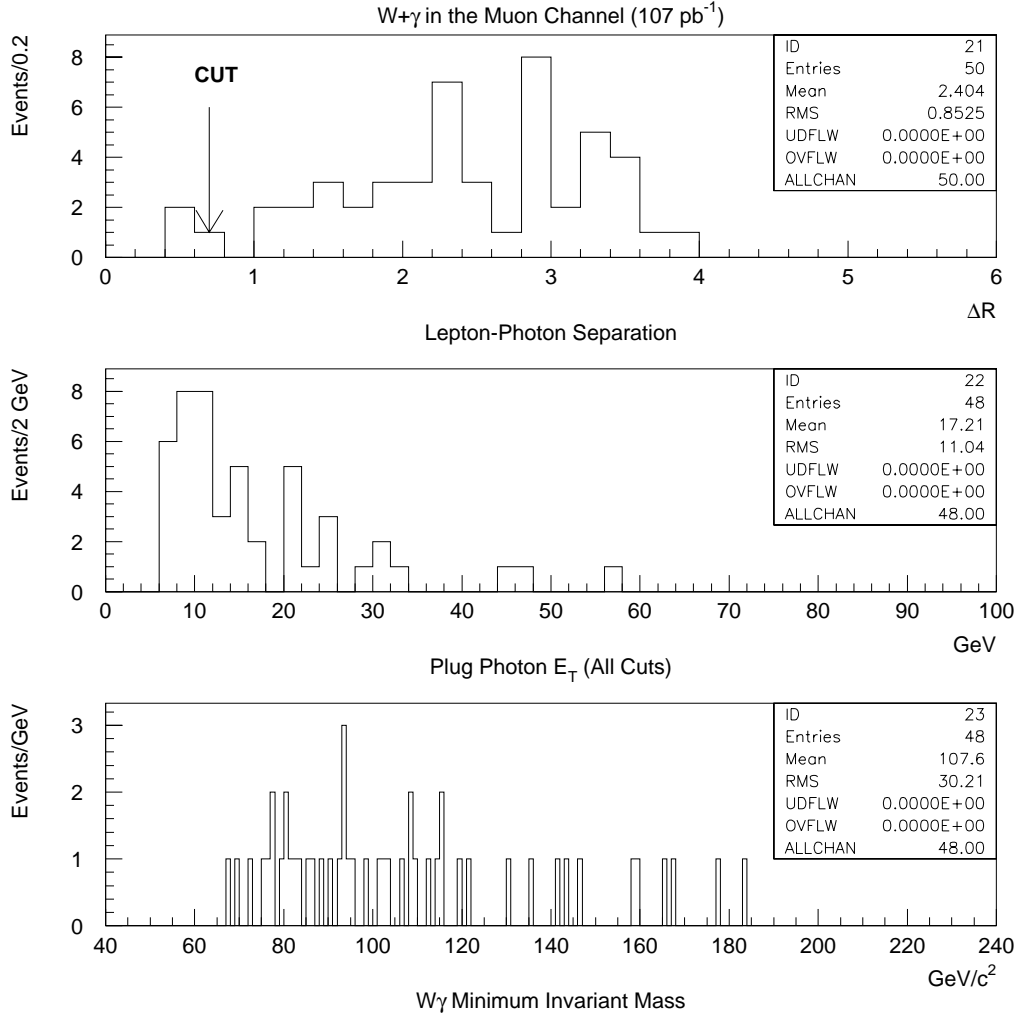 W+γ in the Muon Channel (107 pb-1)
Events/0.2
8
6
4
2
0
CUT
ID 21
Entries 50
Mean 2.404
RMS 0.8525
UDFLW 0.0000E+00
OVFLW 0.0000E+00
ALLCHAN 50.00
0 1 2 3 4 5 6
ΔR
Lepton-Photon Separation
Events/2 GeV
8
6
4
2
0
ID 22
Entries 48
Mean 17.21
RMS 11.04
UDFLW 0.0000E+00
OVFLW 0.0000E+00
ALLCHAN 48.00
0 10 20 30 40 50 60 70 80 90 100
GeV
Plug Photon ET (All Cuts)
Events/GeV
3
2
1
0
ID 23
Entries 48
Mean 107.6
RMS 30.21
UDFLW 0.0000E+00
OVFLW 0.0000E+00
ALLCHAN 48.00
40 60 80 100 120 140 160 180 200 220 240
GeV/c2
Wγ Minimum Invariant Mass